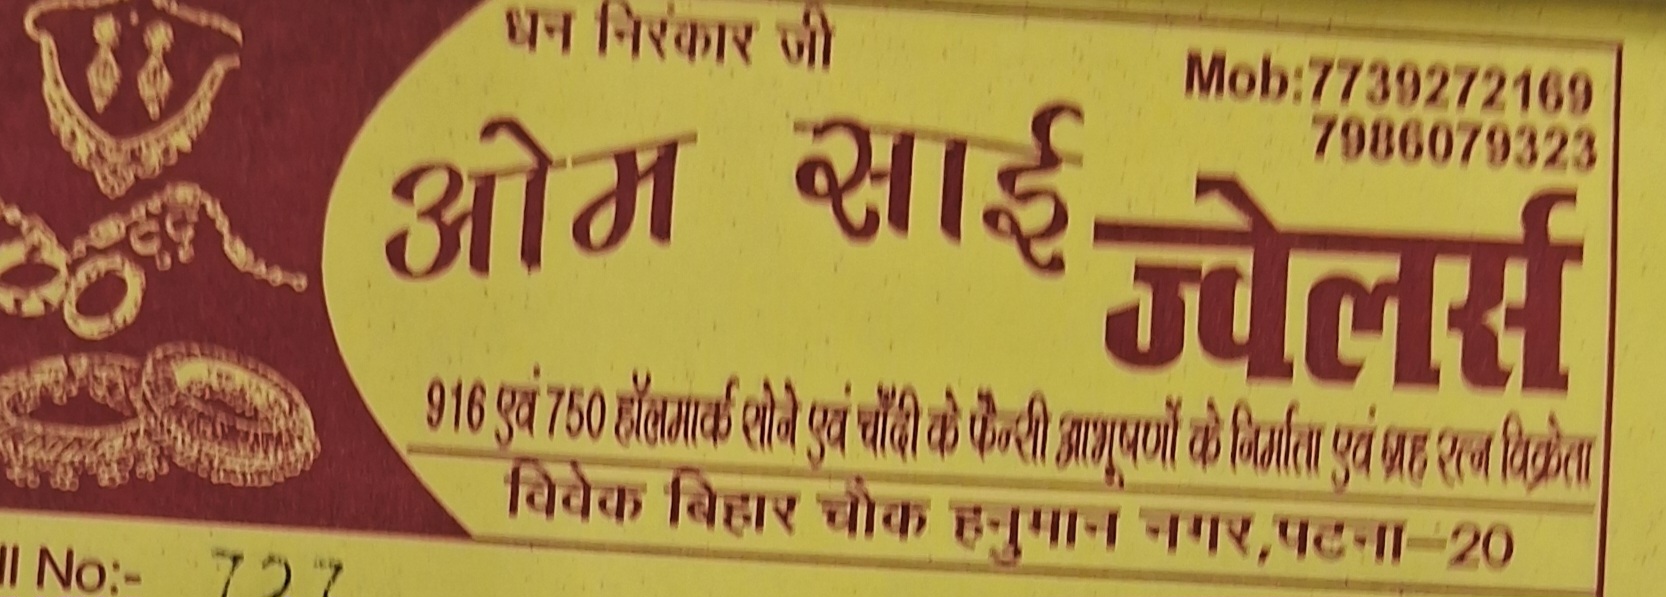 धन निरंकार जी
Mob:7739272169
7986079323
ओम साई
ज्वेलर्स
916 एवं 750 हॉलमार्क सोने एवं चाँदी के फैन्सी आभूषणों के निर्माता एवं ग्रह रत्न विक्रेता
विवेक बिहार चौक हनुमान नगर,पटना-20
ll No:- 727